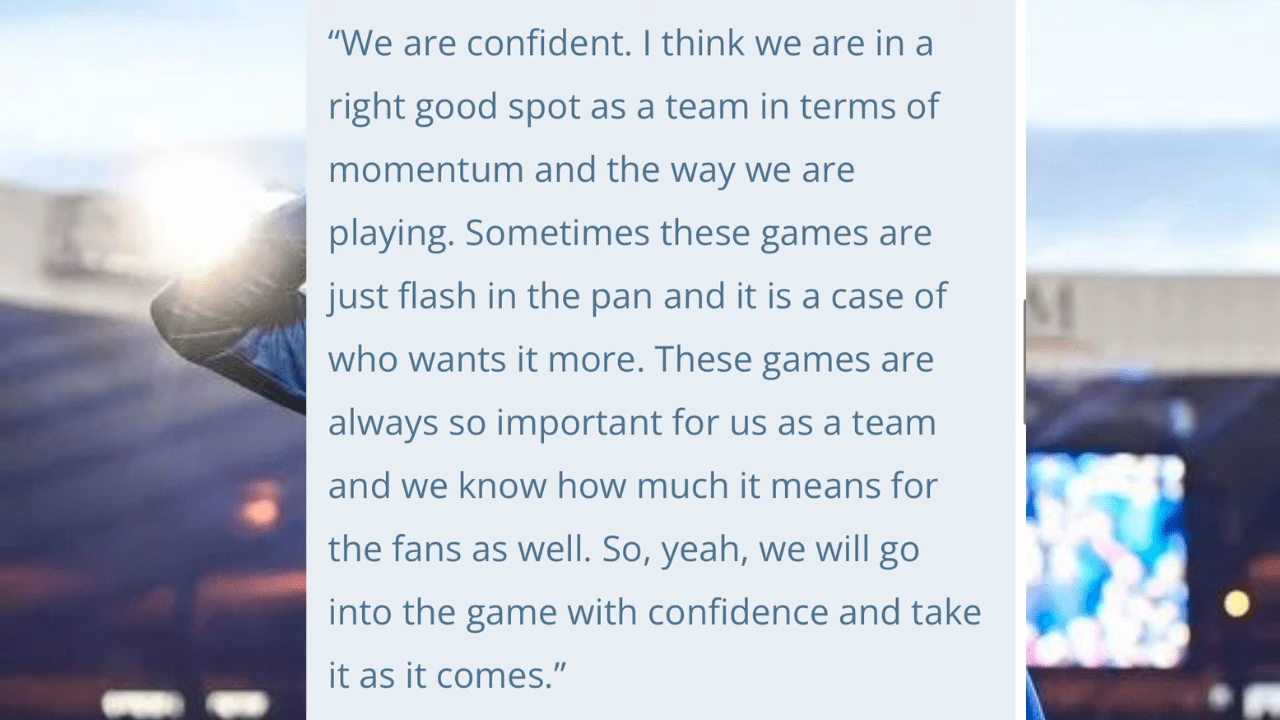 “We are confident. I think we are in a
right good spot as a team in terms of
momentum and the way we are
playing. Sometimes these games are
just flash in the pan and it is a case of
who wants it more. These games are
always so important for us as a team
and we know how much it means for
the fans as well. So, yeah, we will go
into the game with confidence and take
it as it comes.”